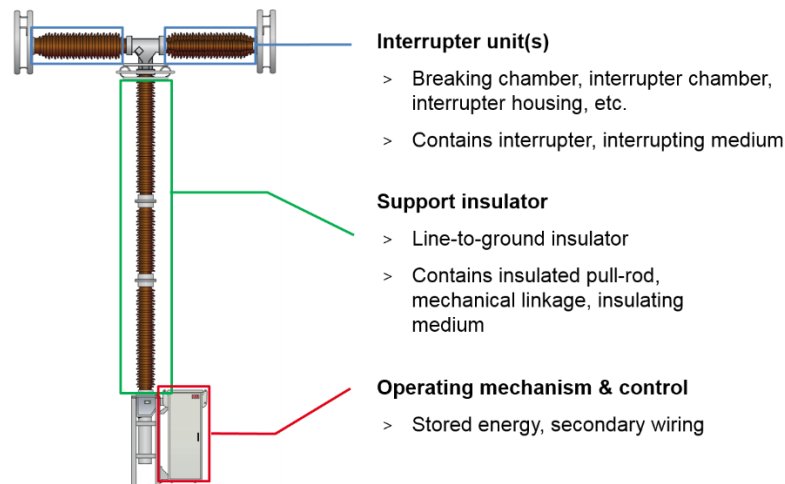 Interrupter unit(s)
> Breaking chamber, interrupter chamber,
interrupter housing, etc.
> Contains interrupter, interrupting medium
Support insulator
> Line-to-ground insulator
> Contains insulated pull-rod,
mechanical linkage, insulating
medium
Operating mechanism & control
> Stored energy, secondary wiring